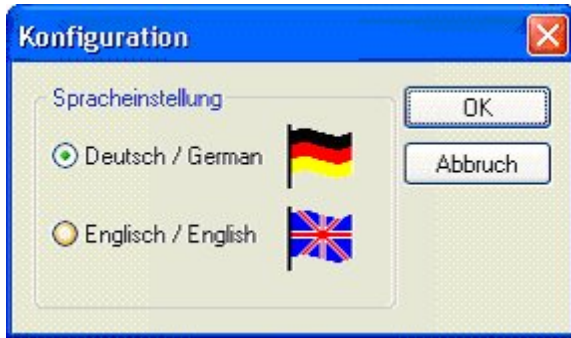 Konfiguration
Spracheinstellung
OK
Deutsch / German
Abbruch
Englisch / English